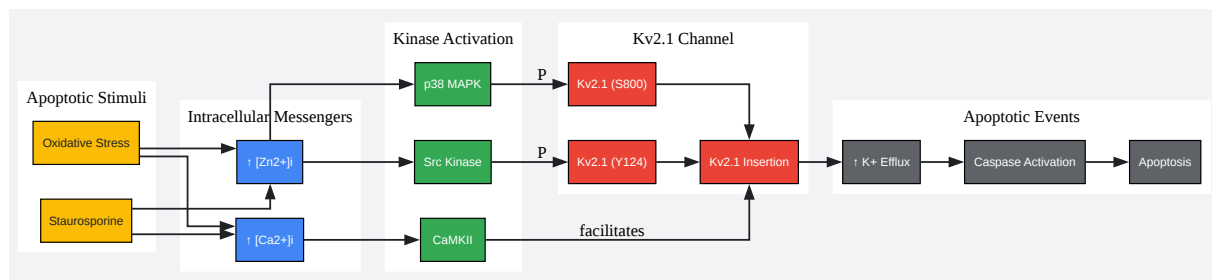 Kinase Activation
Kv2.1 Channel
p38 MAPK
P
Kv2.1 (S800)
Apoptotic Stimuli
Intracellular Messengers
Apoptotic Events
Oxidative Stress
↑ [Zn2+]i
Src Kinase
P
Kv2.1 (Y124)
Kv2.1 Insertion
↑ K+ Efflux
Caspase Activation
Apoptosis
Staurosporine
↑ [Ca2+]i
CaMKII
facilitates